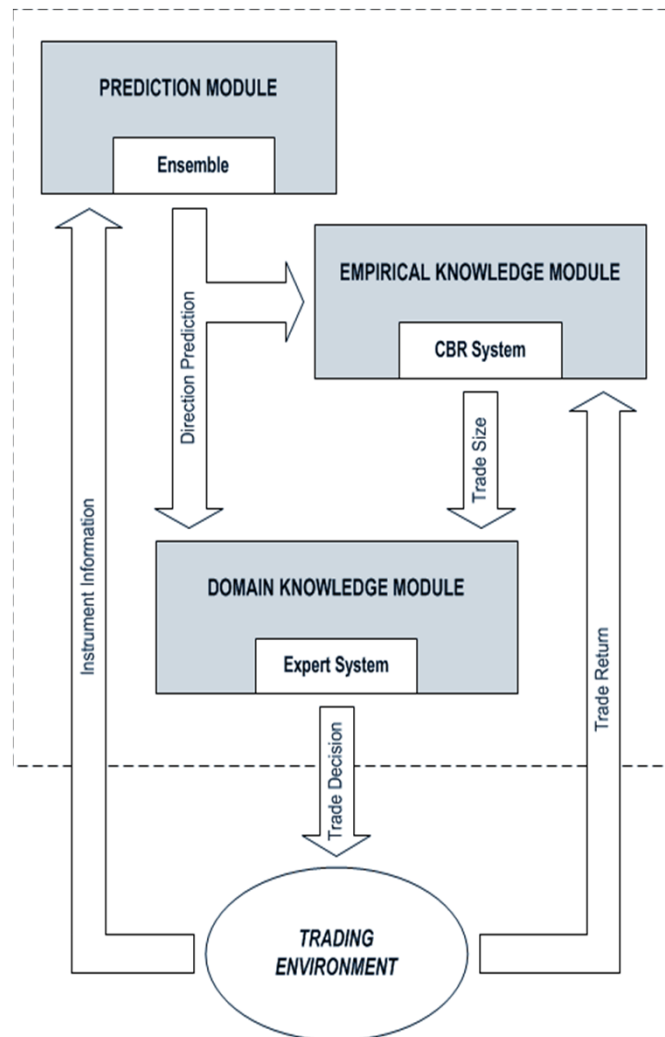 PREDICTION MODULE
Ensemble
EMPIRICAL KNOWLEDGE MODULE
CBR System
Direction Prediction
Trade Size
Instrument Information
DOMAIN KNOWLEDGE MODULE
Expert System
Trade Return
Trade Decision
TRADING
ENVIRONMENT